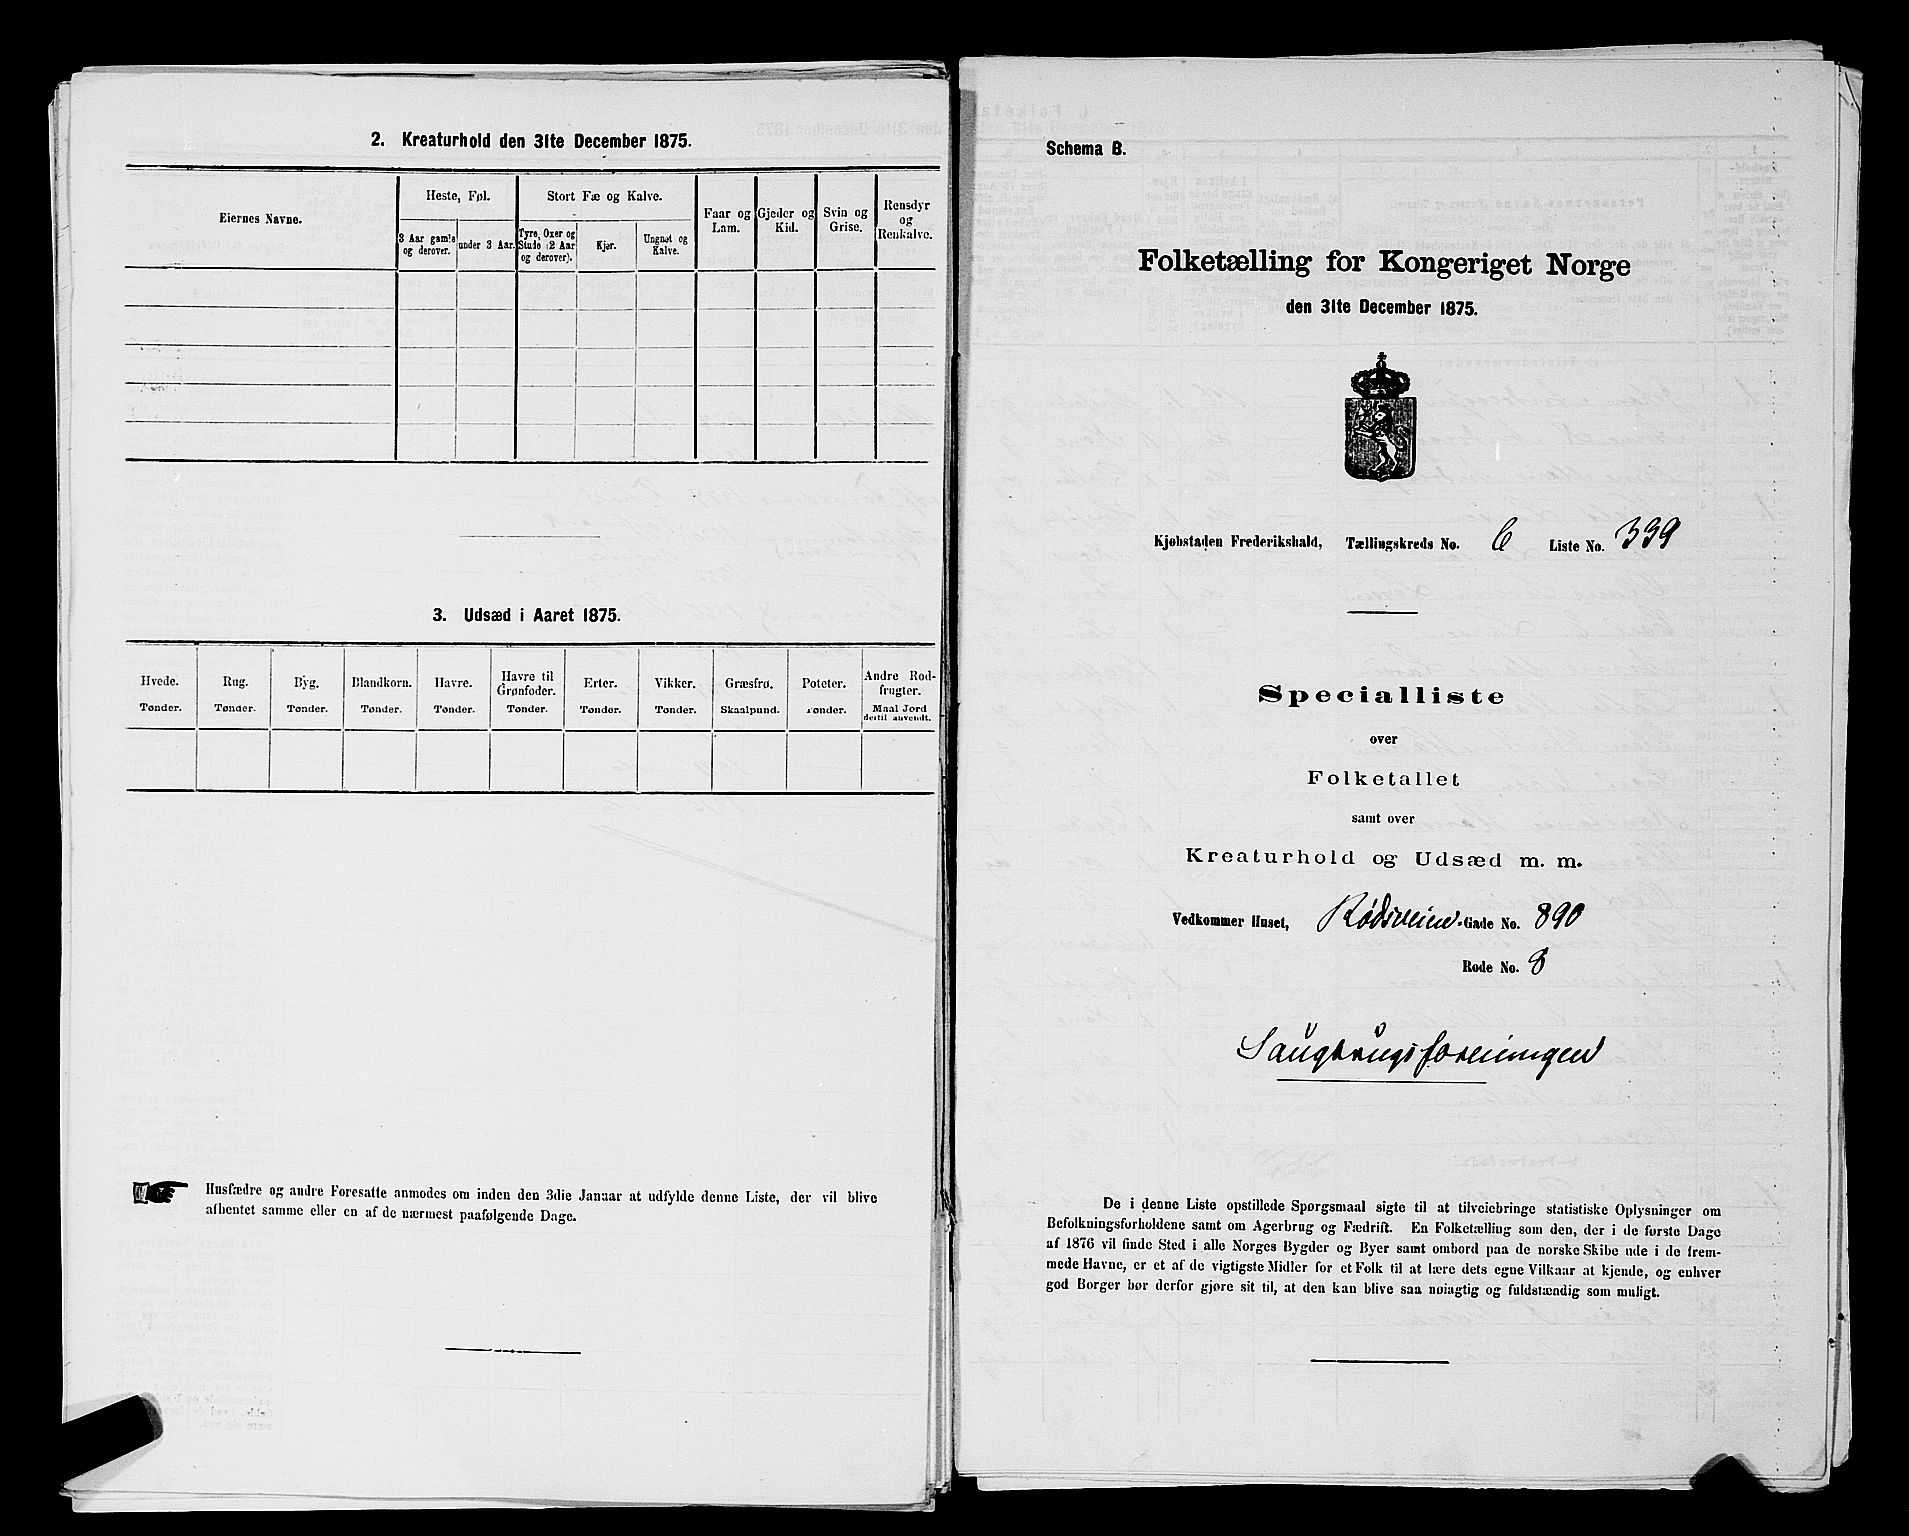 2. Kreaturhold den 31te December 1875.
Eiernes Navne.
Heste, Føl.
Stort Fæ og Kalve.
Faar og
Lam.
Gjeder og
Kid.
Svin og
Grise.
Rensdyr
og
Renkalve.
3 Aar gamle
og derover.
under 3 Aar.
Tyre, Oxer og
Stude (2 Aar
og derover).
Kjør.
Ungnøt og
Kalve.
3. Udsæd i Aaret 1875.
Hvede.
Tønder.
Rug.
Tønder.
Byg.
Tønder.
Blandkorn.
Tønder.
Havre.
Tønder.
Havre til
Grønfoder.
Tønder.
Erter.
Tønder.
Vikker.
Tønder.
Græsfrø.
Skaalpund.
Poteter.
Tønder.
Andre Rod-
frugter.
Maal Jord
dertil anvendt.
Husfædre og andre Foresatte anmodes om inden den 3die Januar at udfylde denne Liste, der vil blive
afhentet samme eller en af de nærmest paafølgende Dage.
Schema B.
Folketælling for Kongeriget Norge
den 31te December 1875.
Kjøbstaden Frederikshald, Tællingskreds No. 6 Liste No. 339
Specialliste
over
Folketallet
samt over
Kreaturhold og Udsæd m. m.
Vedkommer Huset, Rødsveien-Gade No. 890
Rode No. 8
Saugbrugsforeningen
De i denne Liste opstillede Spørgsmaal sigte til at tilveiebringe statistiske Oplysninger om
Befolkningsforholdene samt om Agerbrug og Fædrift. En Folketælling som den, der i de første Dage
af 1876 vil finde Sted i alle Norges Bygder og Byer samt ombord paa de norske Skibe ude i de frem-
mede Havne, er et af de vigtigste Midler for et Folk til at lære dets egne Vilkaar at kjende, og enhver
god Borger bør derfor gjøre sit til, at den kan blive saa nøiagtig og fuldstændig som muligt.